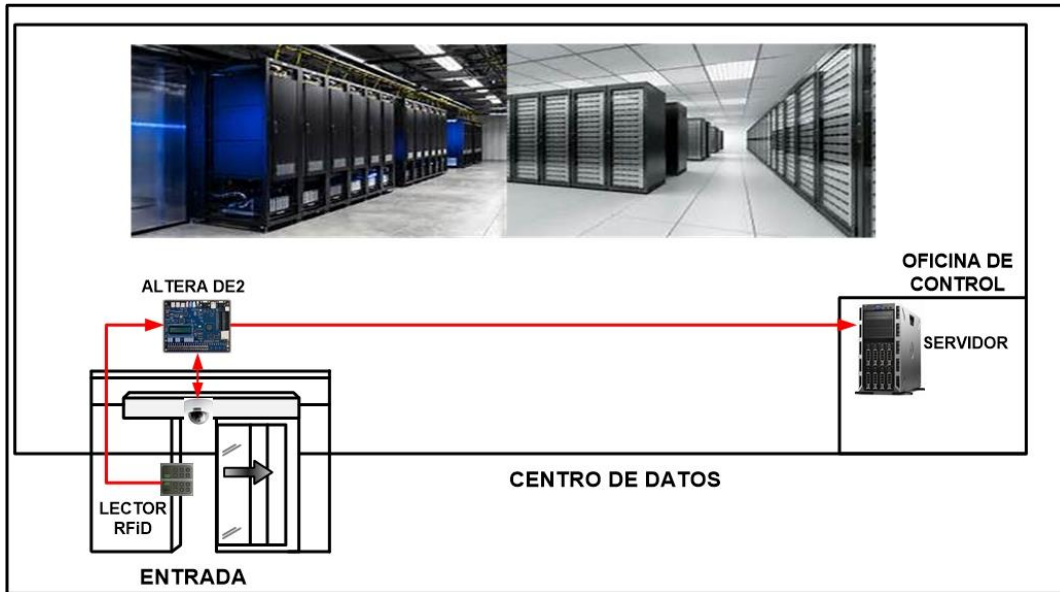 OFICINA DE
CONTROL
ALTERA DE2
SERVIDOR
CENTRO DE DATOS
LECTOR
RFiD
ENTRADA